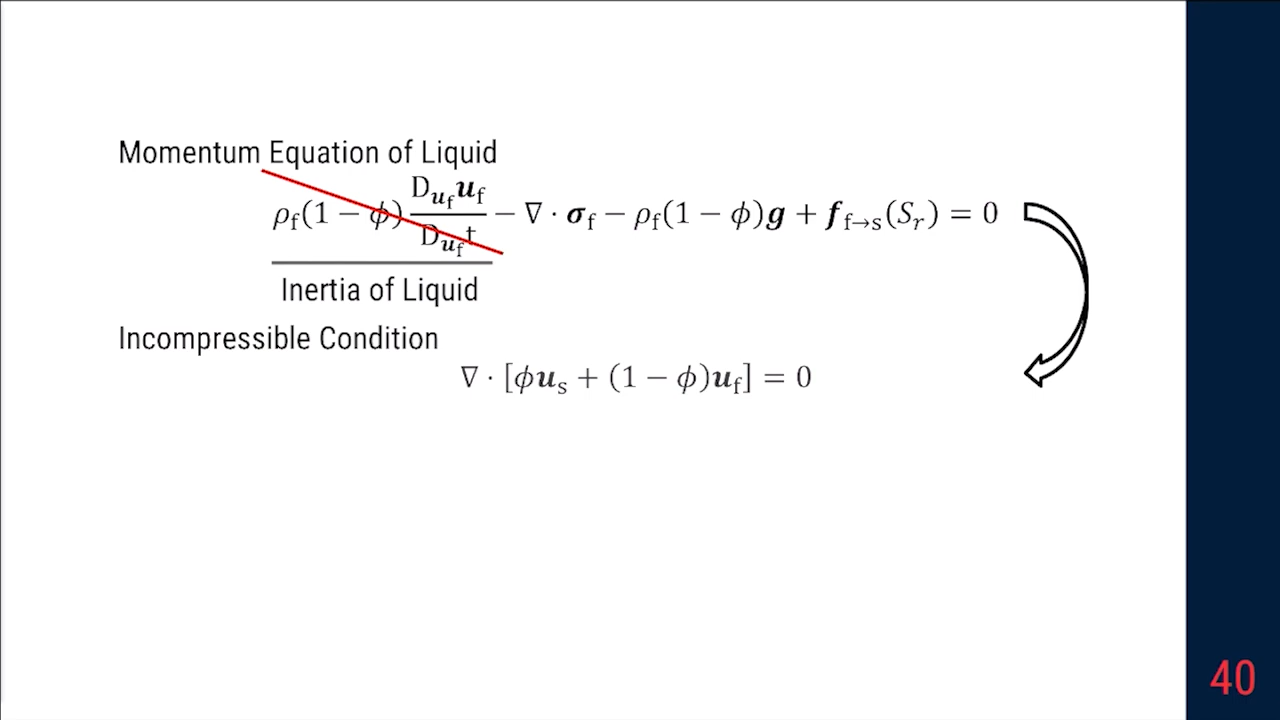 Momentum Equation of Liquid
ρ_f(1 − ϕ) D_{𝒖_f}𝒖_f / D_{𝒖_f}t − ∇ · 𝝈_f − ρ_f(1 − ϕ)𝒈 + 𝒇_{f→s}(S_r) = 0
Inertia of Liquid
Incompressible Condition
∇ · [ϕ𝒖_s + (1 − ϕ)𝒖_f] = 0
40